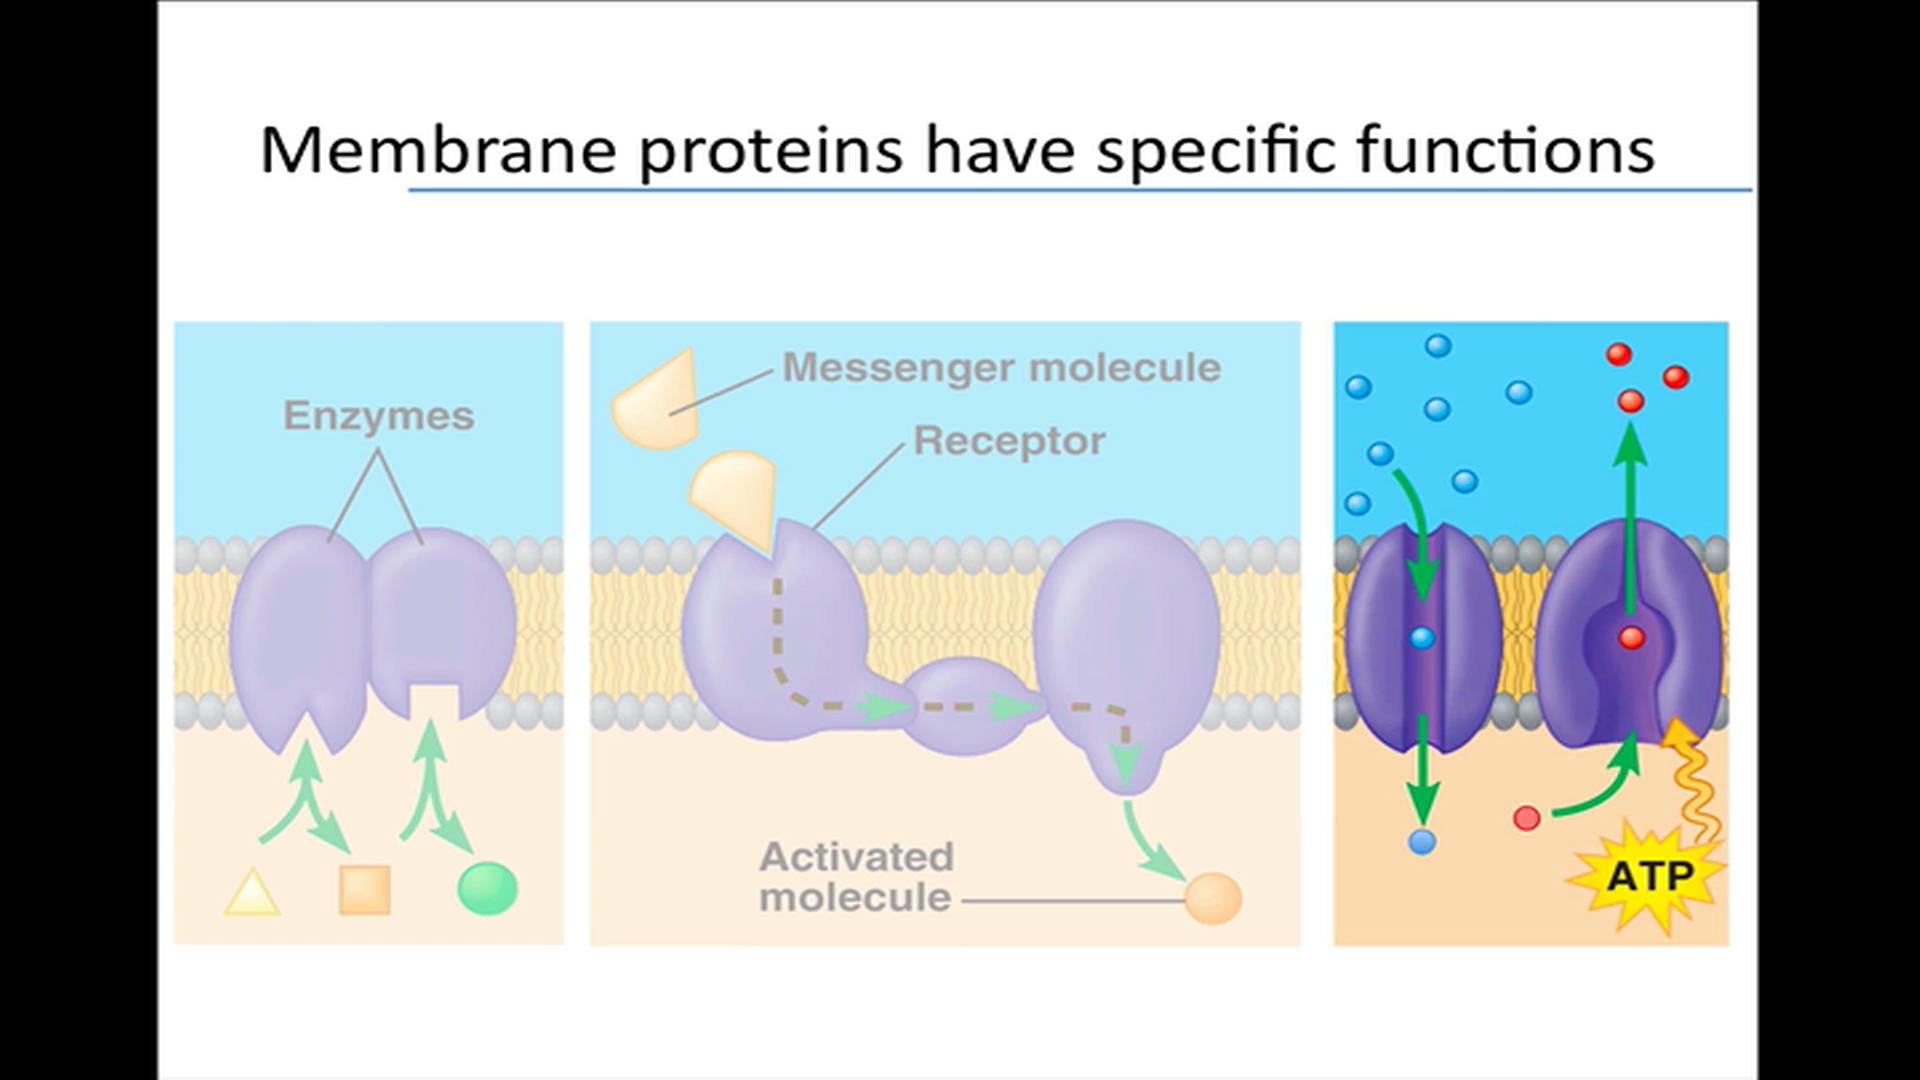 Membrane proteins have specific functions
Enzymes
Messenger molecule
Receptor
Activated
molecule
ATP